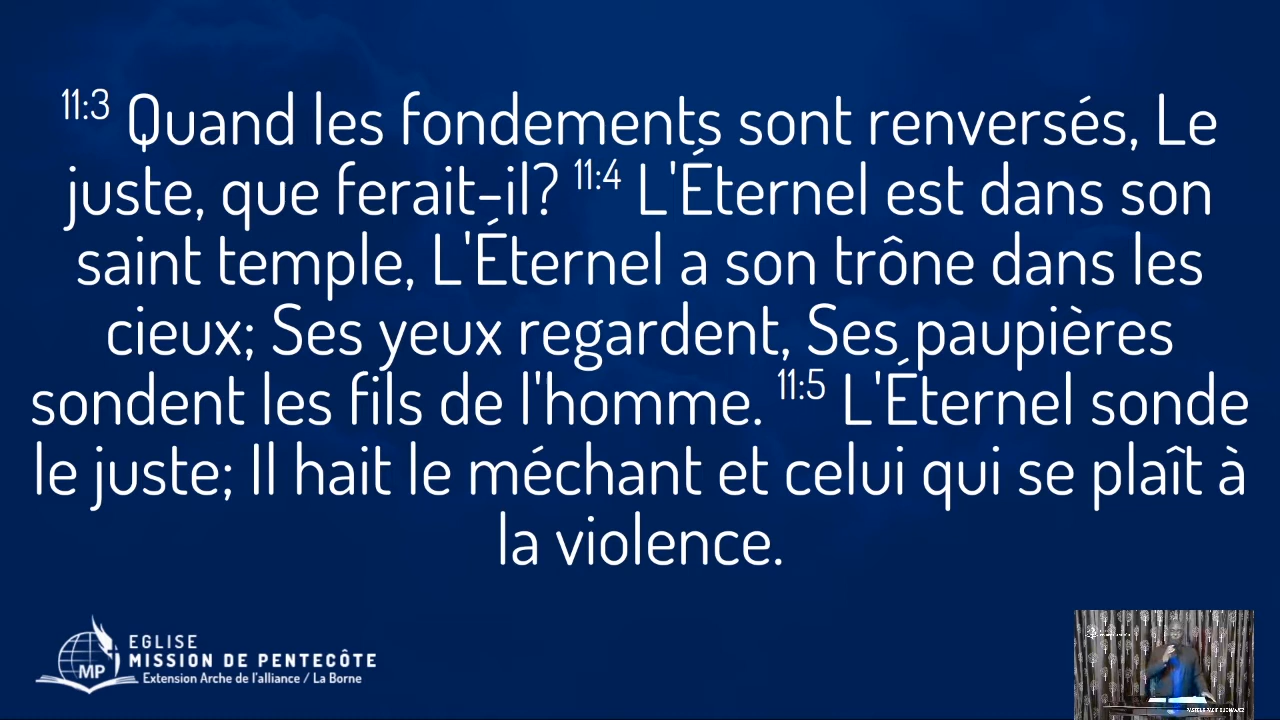 11:3 Quand les fondements sont renversés, Le
juste, que ferait-il? 11:4 L'Éternel est dans son
saint temple, L'Éternel a son trône dans les
cieux; Ses yeux regardent, Ses paupières
sondent les fils de l'homme. 11:5 L'Éternel sonde
le juste; Il hait le méchant et celui qui se plaît à
la violence.
MP
EGLISE
MISSION DE PENTECÔTE
Extension Arche de l'alliance / La Borne